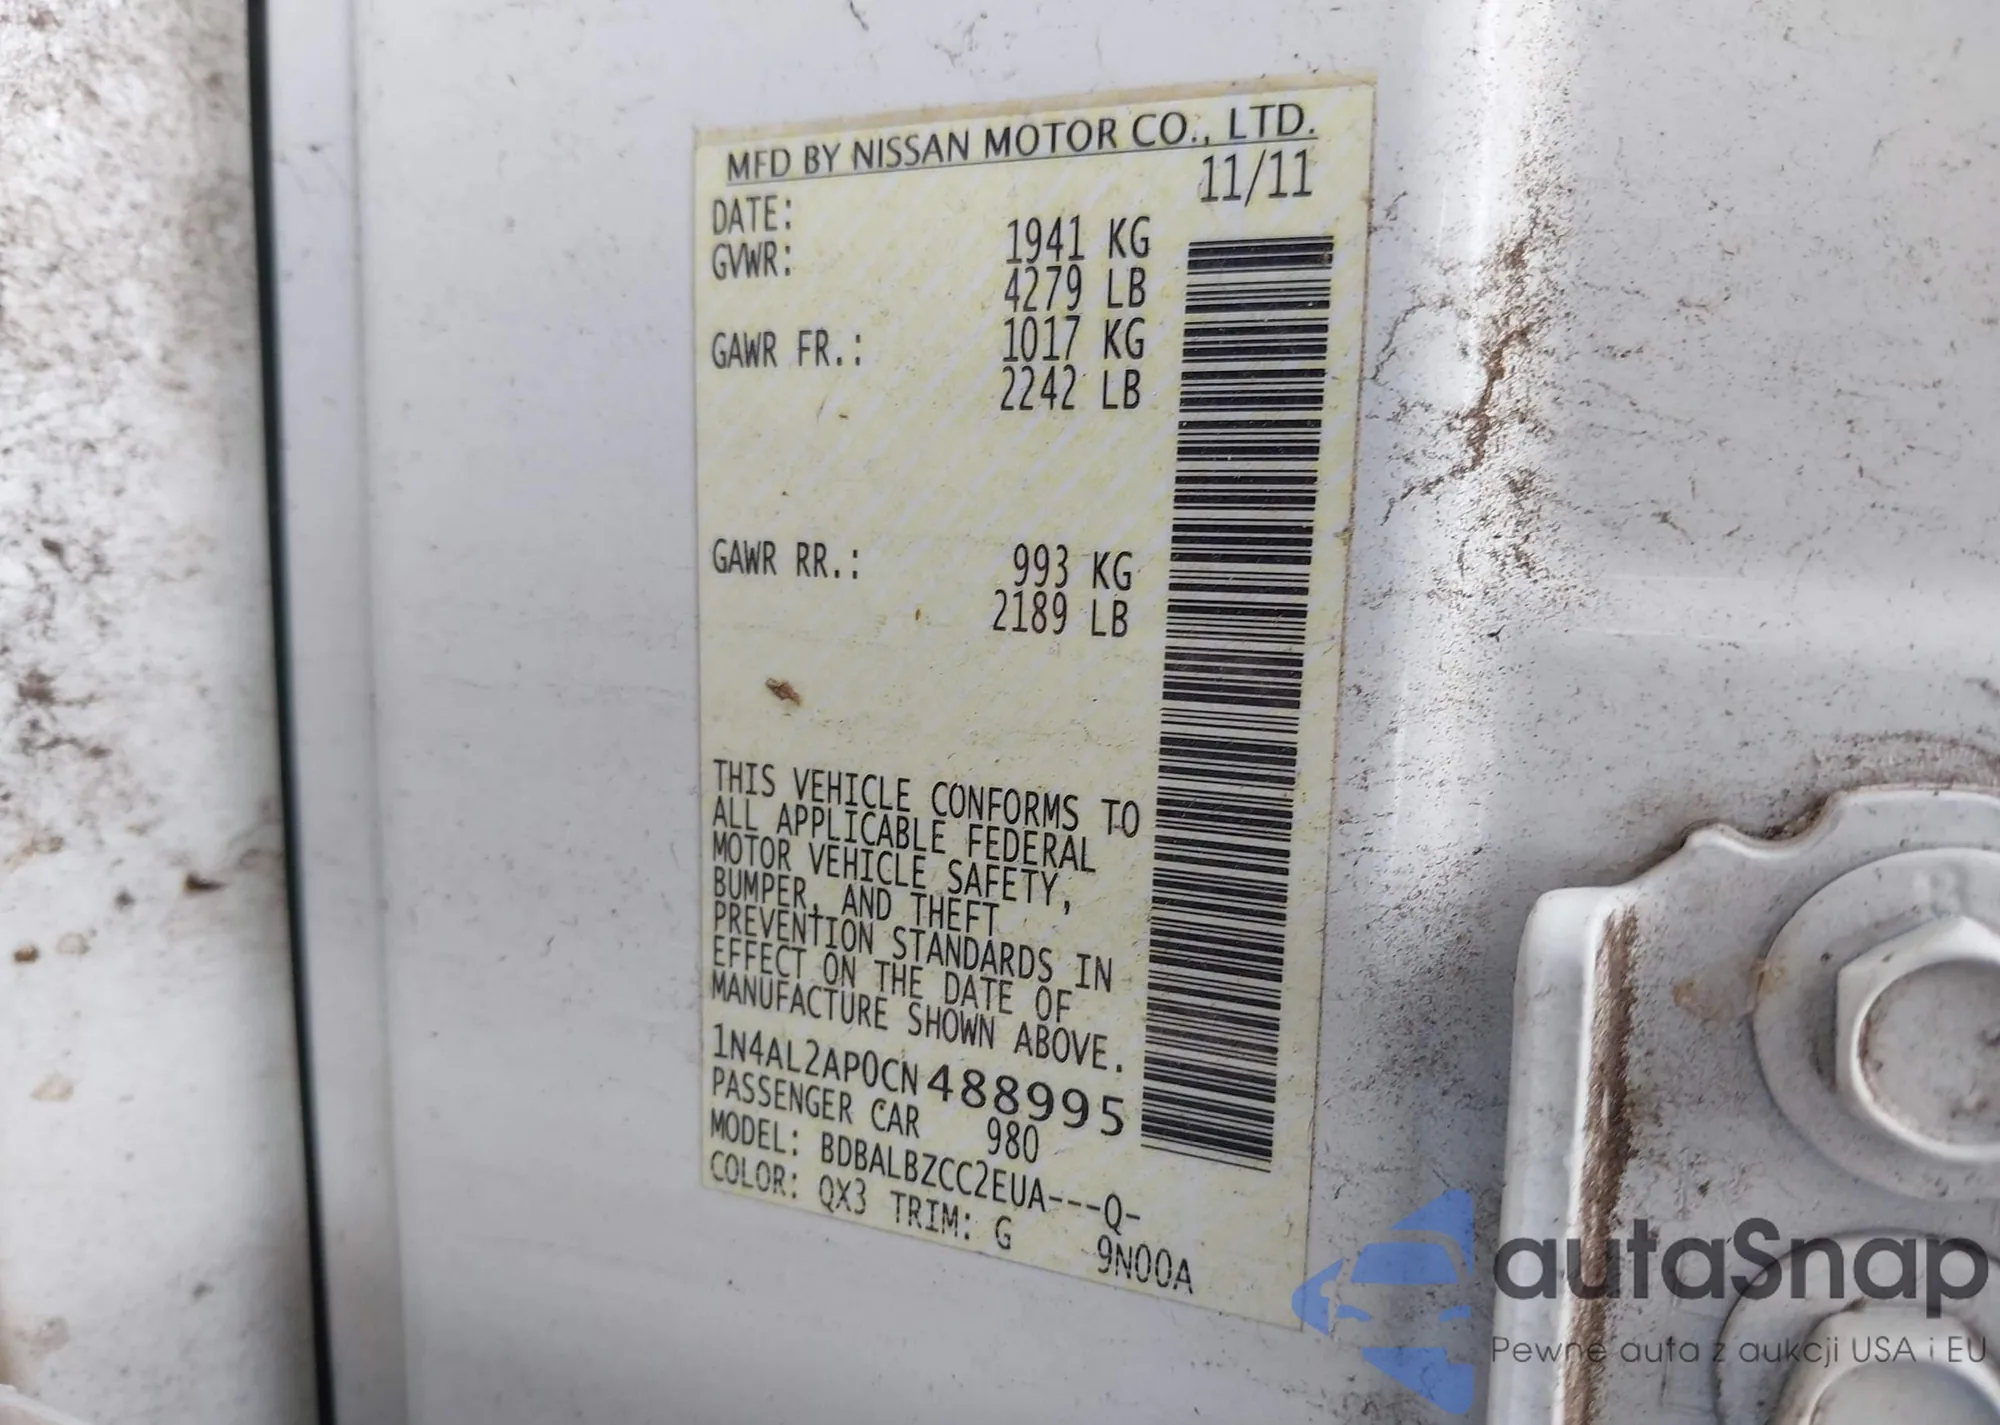 MFD BY NISSAN MOTOR CO., LTD.
DATE: 11/11
GVWR: 1941 KG
4279 LB
GAWR FR.: 1017 KG
2242 LB
GAWR RR.: 993 KG
2189 LB
THIS VEHICLE CONFORMS TO
ALL APPLICABLE FEDERAL
MOTOR VEHICLE SAFETY,
BUMPER, AND THEFT
PREVENTION STANDARDS IN
EFFECT ON THE DATE OF
MANUFACTURE SHOWN ABOVE.
1N4AL2AP0CN488995
PASSENGER CAR 980
MODEL: BDBALBZCC2EUA---Q-
COLOR: QX3 TRIM: G 9N00A
autaSnap
Pewne auta z aukcji USA i EU